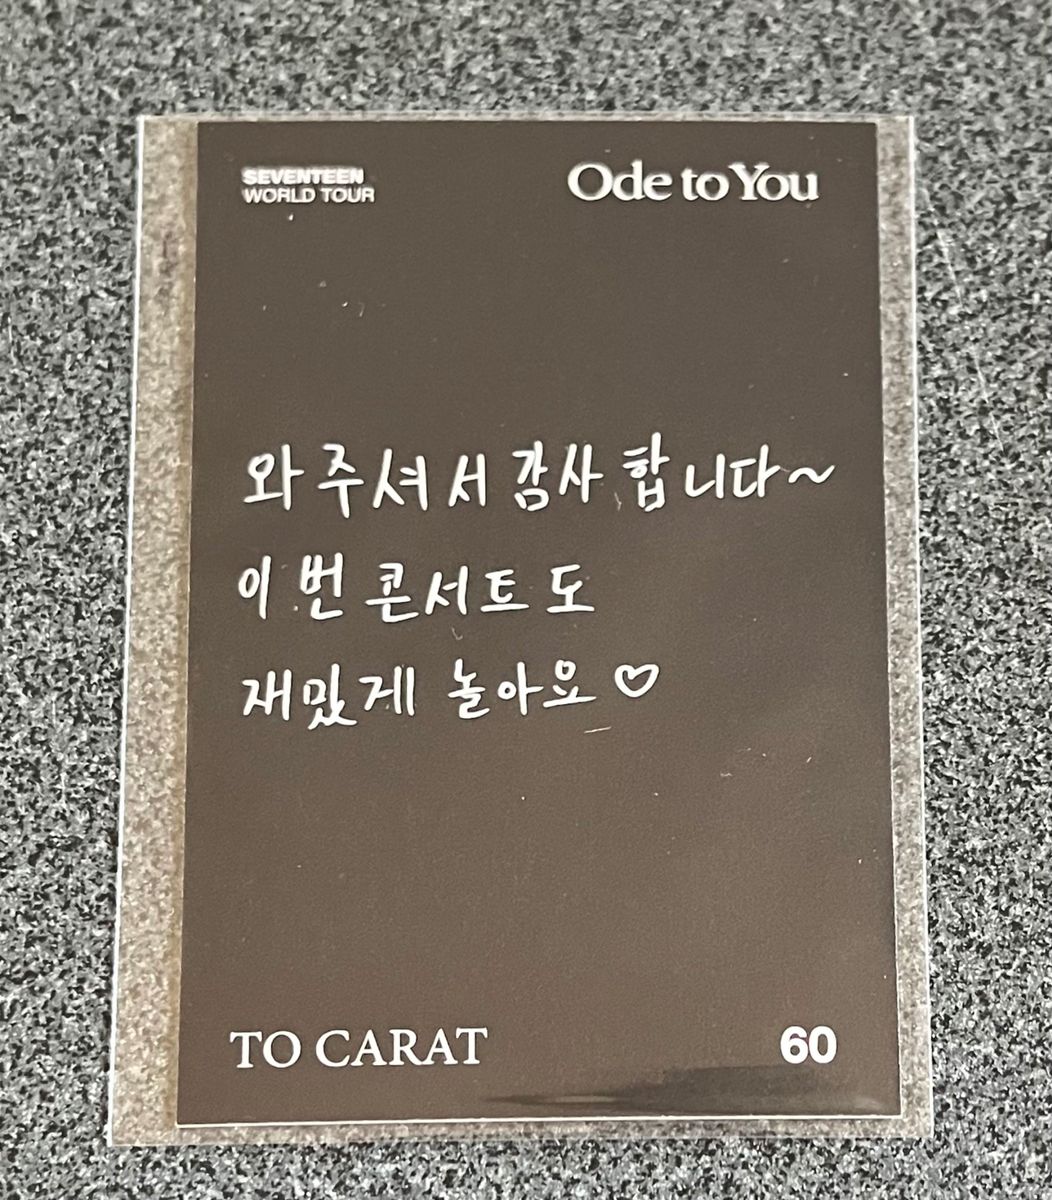 SEVENTEEN
WORLD TOUR
Ode to You
와주셔서 감사합니다~
이번 콘서트도
재밌게 놀아요♡
TO CARAT
60